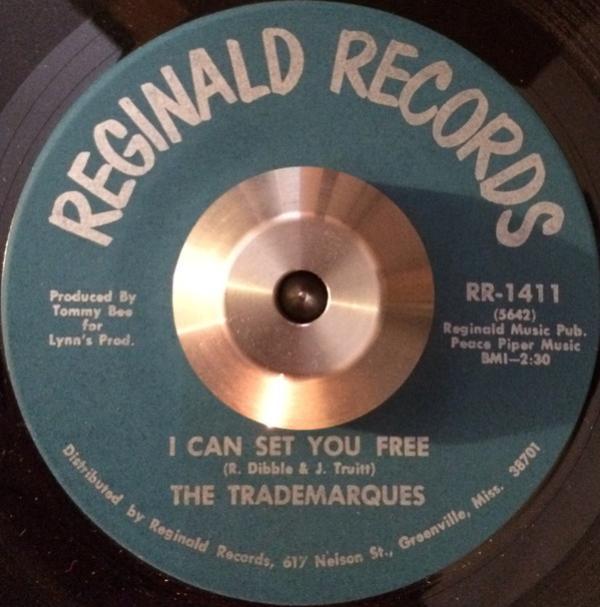 REGINALD RECORDS
Produced By
Tommy Bee
for
Lynn's Prod.
RR-1411
(5642)
Reginald Music Pub.
Peace Piper Music
BMI-2:30
I CAN SET YOU FREE
(R. Dibble & J. Truitt)
THE TRADEMARQUES
Distributed by Reginald Records, 617 Nelson St., Greenville, Miss. 38701